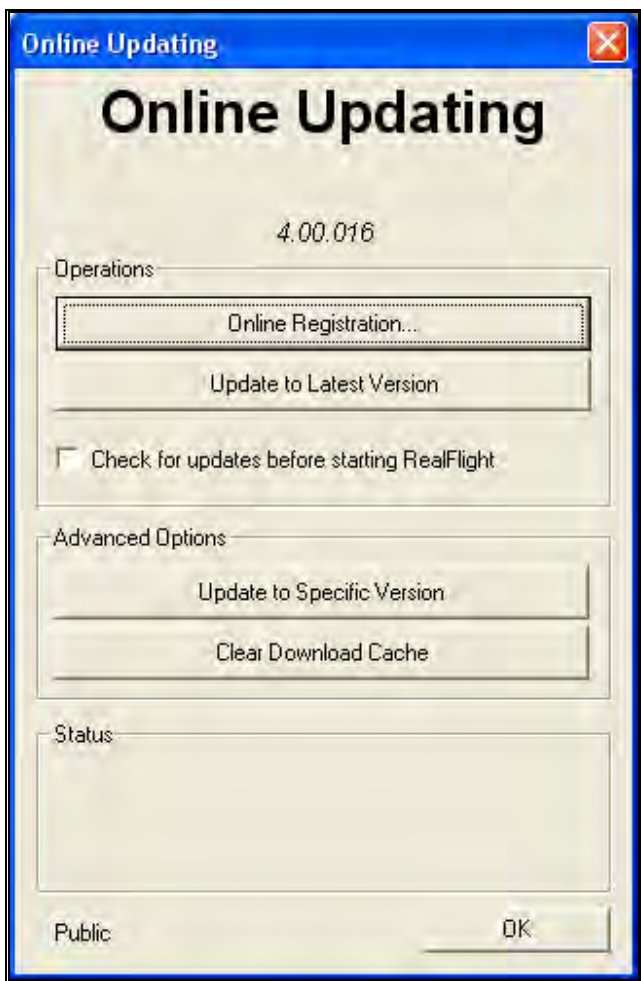 Online Updating
Online Updating
4.00.016
Operations
Online Registration...
Update to Latest Version
Check for updates before starting RealFlight
Advanced Options
Update to Specific Version
Clear Download Cache
Status
Public
OK